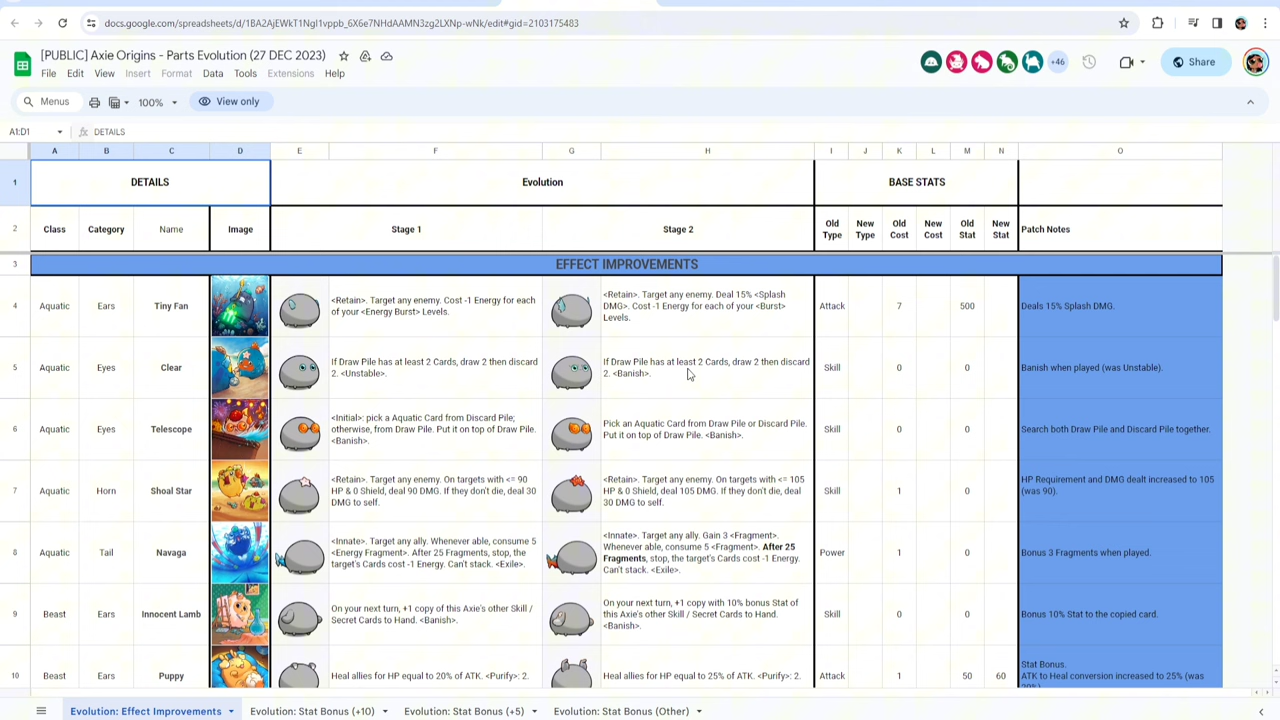 docs.google.com/spreadsheets/d/1BA2AjEWkT1NgI1vppb_6X6e7NHdAAMN3zg2LXNp-wNk/edit#gid=2103175483
[PUBLIC] Axie Origins - Parts Evolution (27 DEC 2023)
File Edit View Insert Format Data Tools Extensions Help
+46
Share
Menus
100%
View only
A1:D1
fx DETAILS
A B C D E F G H I J K L M N O
1 DETAILS Evolution BASE STATS
2 Class Category Name Image Stage 1 Stage 2 Old Type New Type Old Cost New Cost Old Stat New Stat Patch Notes
3 EFFECT IMPROVEMENTS
4 Aquatic Ears Tiny Fan
<Retain>. Target any enemy. Cost -1 Energy for each
of your <Energy Burst> Levels.
<Retain>. Target any enemy. Deal 15% <Splash
DMG>. Cost -1 Energy for each of your <Burst>
Levels.
Attack 7 500 Deals 15% Splash DMG.
5 Aquatic Eyes Clear
If Draw Pile has at least 2 Cards, draw 2 then discard
2. <Unstable>.
If Draw Pile has at least 2 Cards, draw 2 then discard
2. <Banish>.
Skill 0 0 Banish when played (was Unstable).
6 Aquatic Eyes Telescope
<Initial>: pick a Aquatic Card from Discard Pile;
otherwise, from Draw Pile. Put it on top of Draw Pile.
<Banish>.
Pick an Aquatic Card from Draw Pile or Discard Pile.
Put it on top of Draw Pile. <Banish>.
Skill 0 0 Search both Draw Pile and Discard Pile together.
7 Aquatic Horn Shoal Star
<Retain>. Target any enemy. On targets with <= 90
HP & 0 Shield, deal 90 DMG. If they don't die, deal 30
DMG to self.
<Retain>. Target any enemy. On targets with <= 105
HP & 0 Shield, deal 105 DMG. If they don't die, deal
30 DMG to self.
Skill 1 0
HP Requirement and DMG dealt increased to 105
(was 90).
8 Aquatic Tail Navaga
<Innate>. Target any ally. Whenever able, consume 5
<Energy Fragment>. After 25 Fragments, stop, the
target's Cards cost -1 Energy. Can't stack. <Exile>.
<Innate>. Target any ally. Gain 3 <Fragment>.
Whenever able, consume 5 <Fragment>. After 25
Fragments, stop, the target's Cards cost -1 Energy.
Can't stack. <Exile>.
Power 1 0 Bonus 3 Fragments when played.
9 Beast Ears Innocent Lamb
On your next turn, +1 copy of this Axie's other Skill /
Secret Cards to Hand. <Banish>.
On your next turn, +1 copy with 10% bonus Stat of
this Axie's other Skill / Secret Cards to Hand.
<Banish>.
Skill 0 0 Bonus 10% Stat to the copied card.
10 Beast Ears Puppy
Heal allies for HP equal to 20% of ATK. <Purify>: 2.
Heal allies for HP equal to 25% of ATK. <Purify>: 2.
Attack 1 50 60
Stat Bonus.
ATK to Heal conversion increased to 25% (was
20%).
Evolution: Effect Improvements Evolution: Stat Bonus (+10) Evolution: Stat Bonus (+5) Evolution: Stat Bonus (Other)